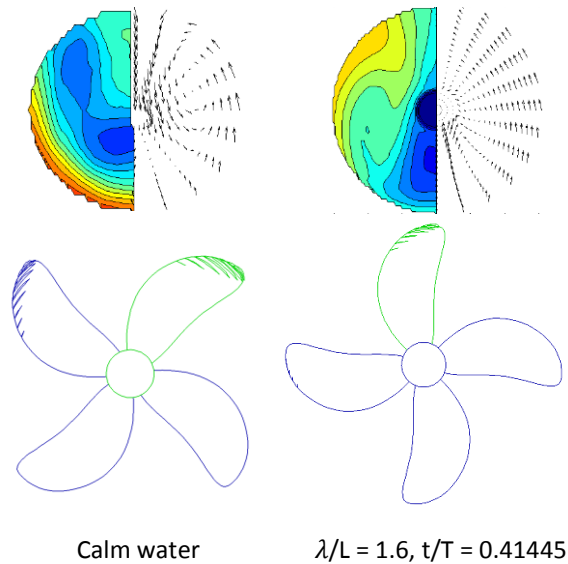 Calm water
λ/L = 1.6, t/T = 0.41445